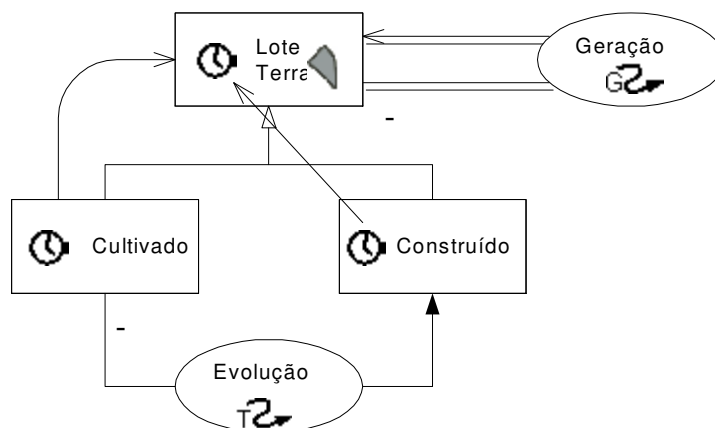 Lote
Terra
Geração
G
-
Cultivado
Construído
-
Evolução
T